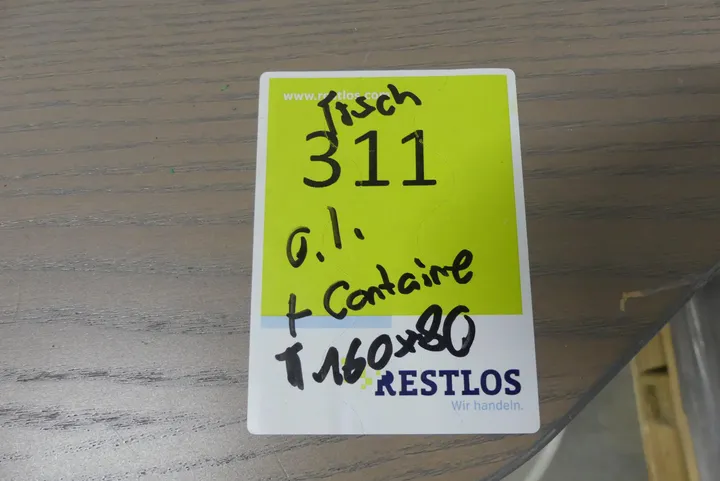 www.restlos.com
Tisch
311
o.l.
+ Containe
T 160x80
RESTLOS
Wir handeln.